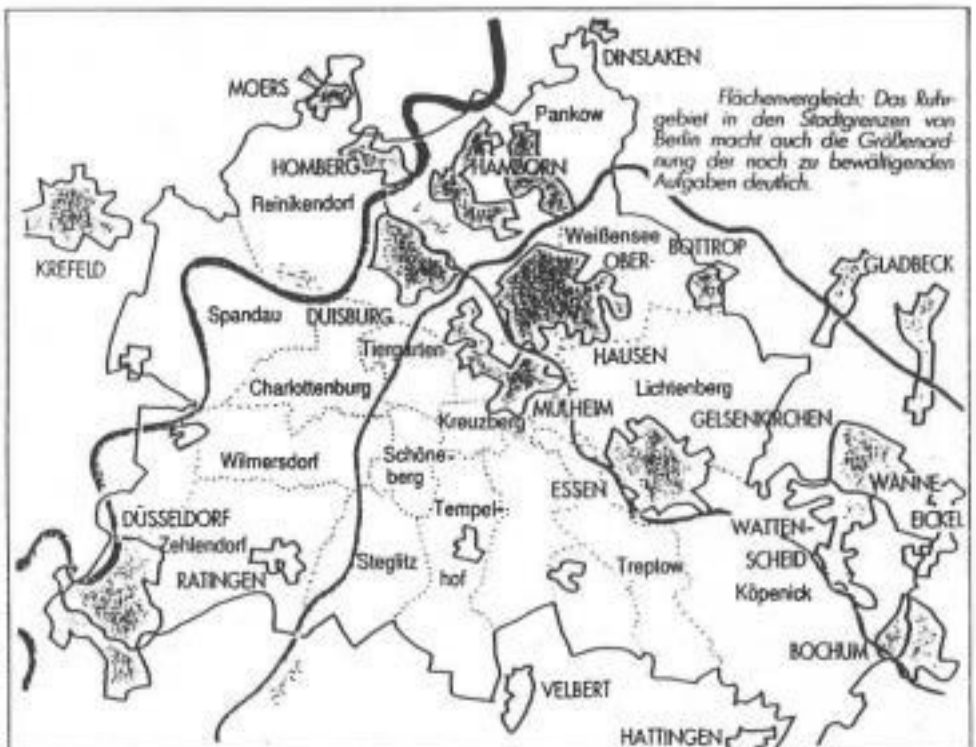 DINSLAKEN
MOERS
Pankow
Flächenvergleich: Das Ruhr-
gebiet in den Stadtgrenzen von
Berlin macht auch die Größenord-
nung der noch zu bewältigenden
Aufgaben deutlich.
HOMBERG
HAMBORN
Reinikendorf
Weißensee
KREFELD
OBER-
BOTTROP
GLADBECK
Spandau
DUISBURG
Tiergarten
HAUSEN
Charlottenburg
Lichtenberg
Kreuzberg
MÜLHEIM
GELSENKIRCHEN
Wilmersdorf
Schöne-
berg
ESSEN
WANNE-
Tempel-
EICKEL
DÜSSELDORF
WATTEN-
Zehlendorf
RATINGEN
Steglitz
hof
Treptow
SCHEID
Köpenick
BOCHUM
VELBERT
HATTINGEN